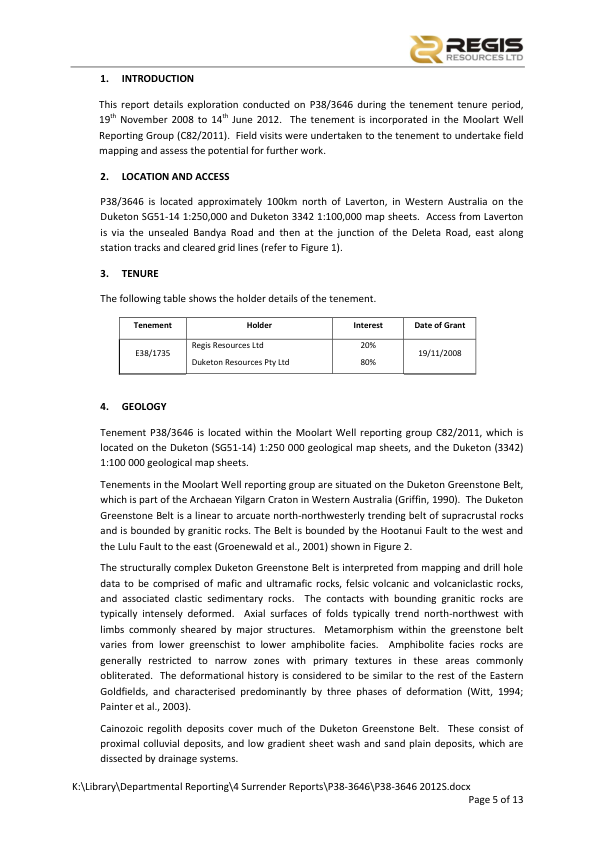 REGIS
RESOURCES LTD
1. INTRODUCTION
This report details exploration conducted on P38/3646 during the tenement tenure period,
19th November 2008 to 14th June 2012. The tenement is incorporated in the Moolart Well
Reporting Group (C82/2011). Field visits were undertaken to the tenement to undertake field
mapping and assess the potential for further work.
2. LOCATION AND ACCESS
P38/3646 is located approximately 100km north of Laverton, in Western Australia on the
Duketon SG51-14 1:250,000 and Duketon 3342 1:100,000 map sheets. Access from Laverton
is via the unsealed Bandya Road and then at the junction of the Deleta Road, east along
station tracks and cleared grid lines (refer to Figure 1).
3. TENURE
The following table shows the holder details of the tenement.
Tenement Holder Interest Date of Grant
E38/1735 Regis Resources Ltd 20% 19/11/2008
Duketon Resources Pty Ltd 80%
4. GEOLOGY
Tenement P38/3646 is located within the Moolart Well reporting group C82/2011, which is
located on the Duketon (SG51-14) 1:250 000 geological map sheets, and the Duketon (3342)
1:100 000 geological map sheets.
Tenements in the Moolart Well reporting group are situated on the Duketon Greenstone Belt,
which is part of the Archaean Yilgarn Craton in Western Australia (Griffin, 1990). The Duketon
Greenstone Belt is a linear to arcuate north-northwesterly trending belt of supracrustal rocks
and is bounded by granitic rocks. The Belt is bounded by the Hootanui Fault to the west and
the Lulu Fault to the east (Groenewald et al., 2001) shown in Figure 2.
The structurally complex Duketon Greenstone Belt is interpreted from mapping and drill hole
data to be comprised of mafic and ultramafic rocks, felsic volcanic and volcaniclastic rocks,
and associated clastic sedimentary rocks. The contacts with bounding granitic rocks are
typically intensely deformed. Axial surfaces of folds typically trend north-northwest with
limbs commonly sheared by major structures. Metamorphism within the greenstone belt
varies from lower greenschist to lower amphibolite facies. Amphibolite facies rocks are
generally restricted to narrow zones with primary textures in these areas commonly
obliterated. The deformational history is considered to be similar to the rest of the Eastern
Goldfields, and characterised predominantly by three phases of deformation (Witt, 1994;
Painter et al., 2003).
Cainozoic regolith deposits cover much of the Duketon Greenstone Belt. These consist of
proximal colluvial deposits, and low gradient sheet wash and sand plain deposits, which are
dissected by drainage systems.
K:\Library\Departmental Reporting\4 Surrender Reports\P38-3646\P38-3646 2012S.docx
Page 5 of 13